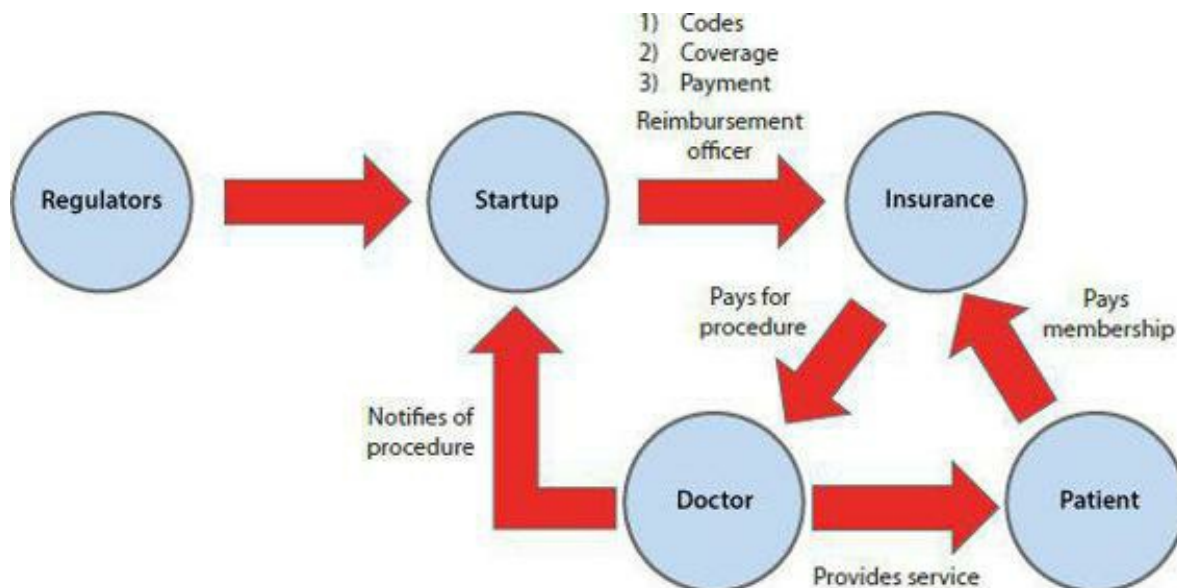 1) Codes
2) Coverage
3) Payment
Reimbursement
officer
Regulators
Startup
Insurance
Pays for
procedure
Pays
membership
Notifies of
procedure
Doctor
Patient
Provides service